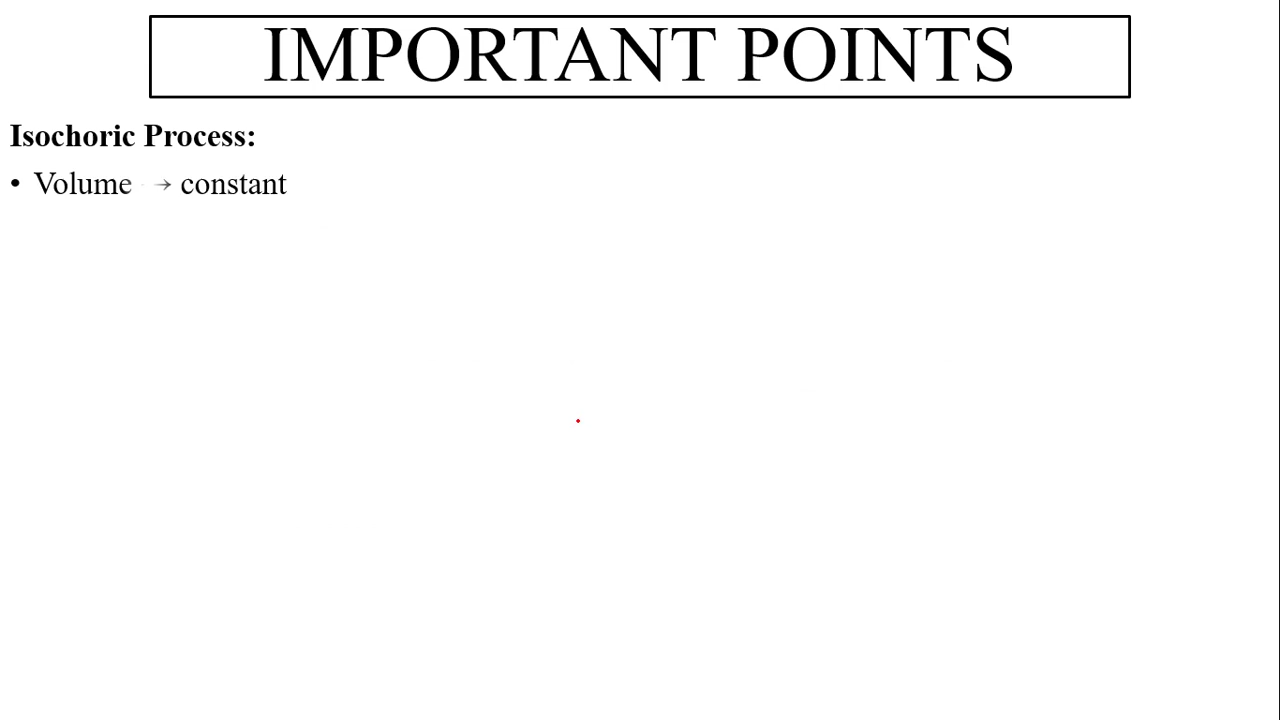 IMPORTANT POINTS
Isochoric Process:
• Volume → constant